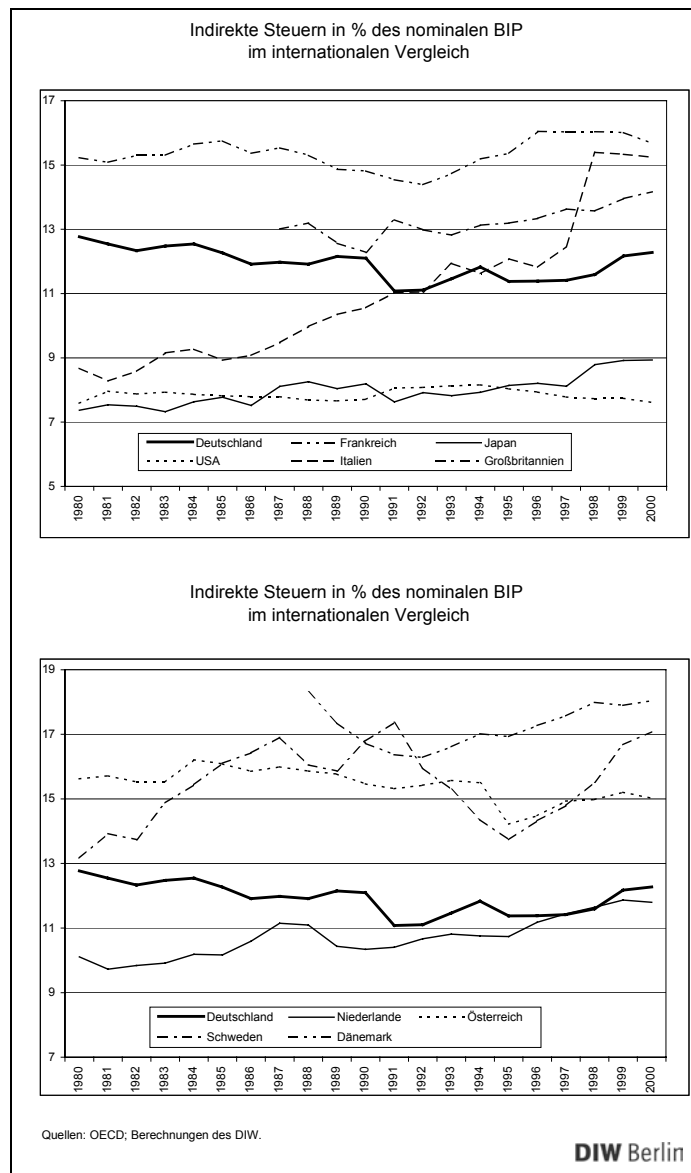 Indirekte Steuern in % des nominalen BIP
im internationalen Vergleich
17
15
13
11
9
7
5
Deutschland Frankreich Japan
USA Italien Großbritannien
1980 1981 1982 1983 1984 1985 1986 1987 1988 1989 1990 1991 1992 1993 1994 1995 1996 1997 1998 1999 2000
Indirekte Steuern in % des nominalen BIP
im internationalen Vergleich
19
17
15
13
11
9
7
Deutschland Niederlande Österreich
Schweden Dänemark
1980 1981 1982 1983 1984 1985 1986 1987 1988 1989 1990 1991 1992 1993 1994 1995 1996 1997 1998 1999 2000
Quellen: OECD; Berechnungen des DIW.
DIW Berlin